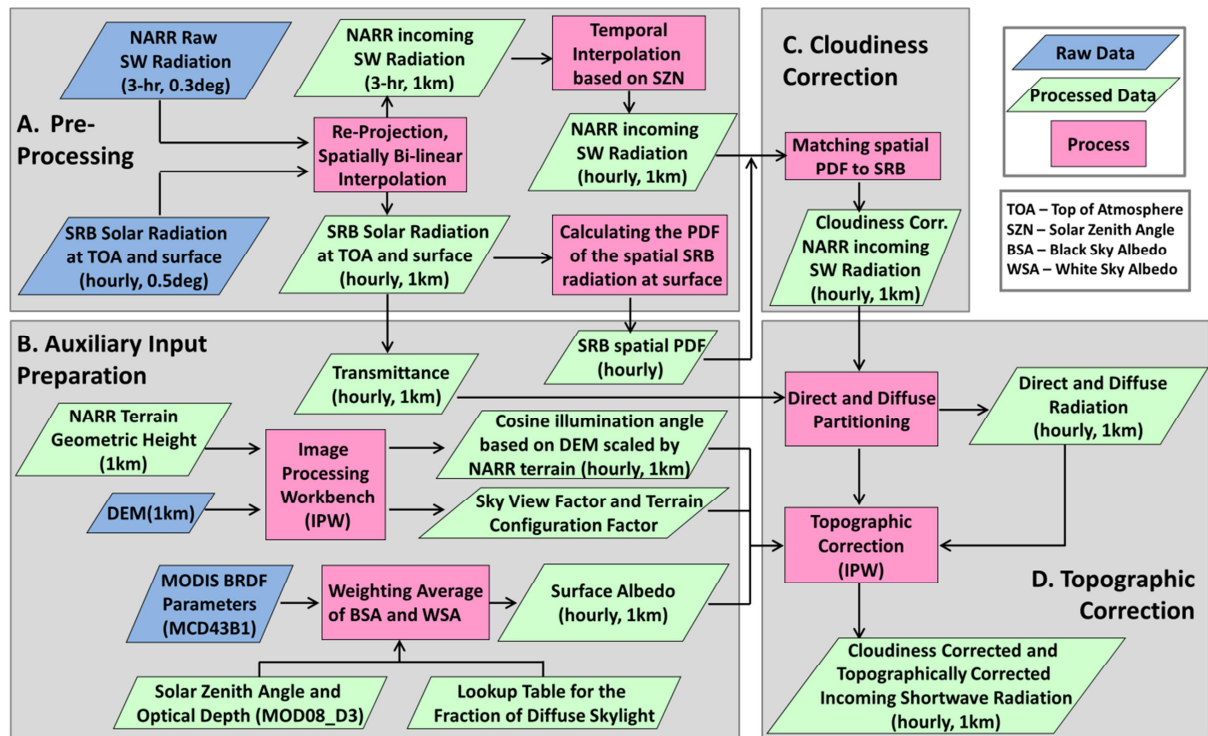 A. Pre-
Processing
NARR Raw
SW Radiation
(3-hr, 0.3deg)
NARR incoming
SW Radiation
(3-hr, 1km)
Temporal
Interpolation
based on SZN
Re-Projection,
Spatially Bi-linear
Interpolation
NARR incoming
SW Radiation
(hourly, 1km)
SRB Solar Radiation
at TOA and surface
(hourly, 0.5deg)
SRB Solar Radiation
at TOA and surface
(hourly, 1km)
Calculating the PDF
of the spatial SRB
radiation at surface
C. Cloudiness
Correction
Matching spatial
PDF to SRB
Cloudiness Corr.
NARR incoming
SW Radiation
(hourly, 1km)
Raw Data
Processed Data
Process
TOA – Top of Atmosphere
SZN – Solar Zenith Angle
BSA – Black Sky Albedo
WSA – White Sky Albedo
B. Auxiliary Input
Preparation
SRB spatial PDF
(hourly)
Transmittance
(hourly, 1km)
NARR Terrain
Geometric Height
(1km)
DEM(1km)
Image
Processing
Workbench
(IPW)
Cosine illumination angle
based on DEM scaled by
NARR terrain (hourly, 1km)
Sky View Factor and Terrain
Configuration Factor
MODIS BRDF
Parameters
(MCD43B1)
Weighting Average
of BSA and WSA
Surface Albedo
(hourly, 1km)
Solar Zenith Angle and
Optical Depth (MOD08_D3)
Lookup Table for the
Fraction of Diffuse Skylight
Direct and Diffuse
Partitioning
Direct and Diffuse
Radiation
(hourly, 1km)
Topographic
Correction
(IPW)
D. Topographic
Correction
Cloudiness Corrected and
Topographically Corrected
Incoming Shortwave Radiation
(hourly, 1km)